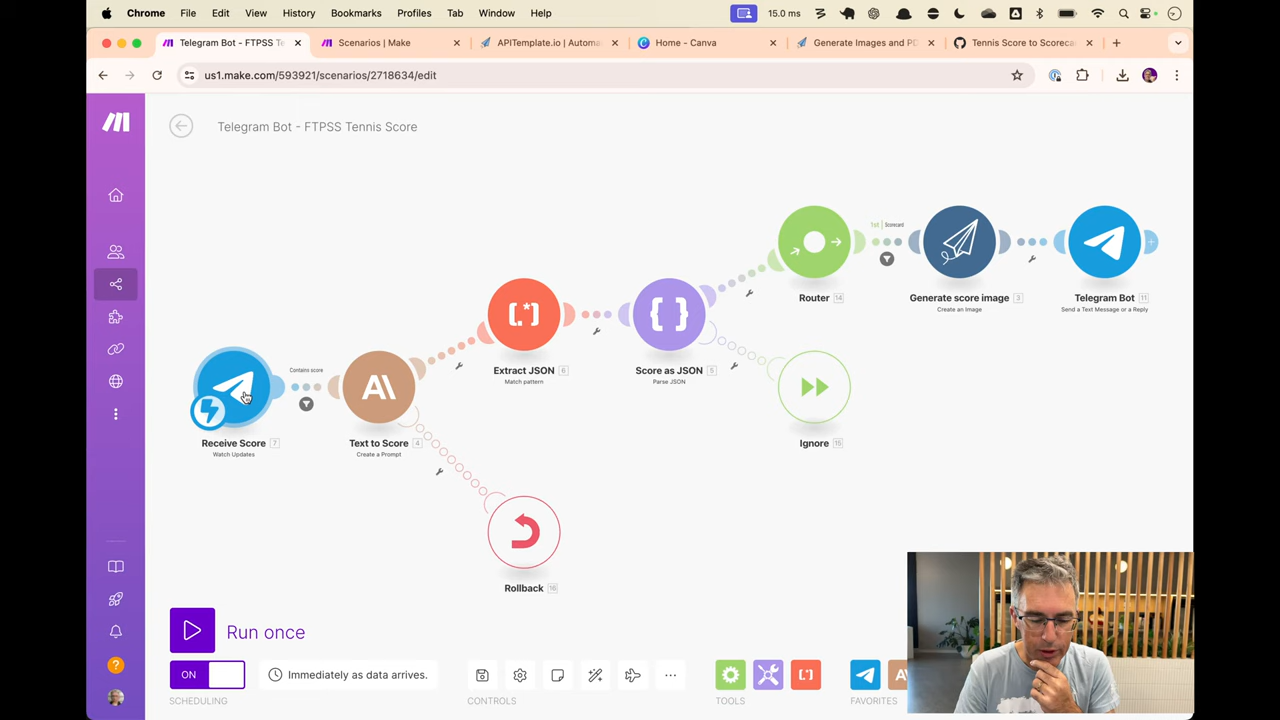 Chrome File Edit View History Bookmarks Profiles Tab Window Help 15.0 ms
Telegram Bot - FTPSS Te
Scenarios | Make
APITemplate.io | Automa
Home - Canva
Generate Images and PD
Tennis Score to Scoreca
us1.make.com/593921/scenarios/2718634/edit
Telegram Bot - FTPSS Tennis Score
1st | Scorecard
Router 14
Generate score image 3
Create an Image
Telegram Bot 11
Send a Text Message or a Reply
Contains score
[.*]
{ }
Extract JSON 6
Match pattern
Score as JSON 5
Parse JSON
Receive Score 7
Watch Updates
Text to Score 4
Create a Prompt
Ignore 15
Rollback 16
Run once
ON
Immediately as data arrives.
SCHEDULING
CONTROLS
TOOLS
FAVORITES